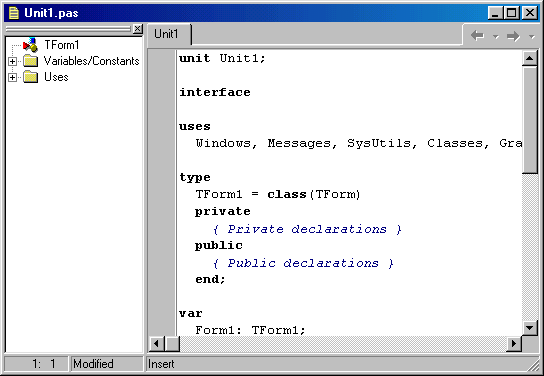 Unit1.pas
TForm1
Variables/Constants
Uses
Unit1
unit Unit1;
interface
uses
Windows, Messages, SysUtils, Classes, Gra
type
TForm1 = class(TForm)
private
{ Private declarations }
public
{ Public declarations }
end;
var
Form1: TForm1;
1: 1
Modified
Insert